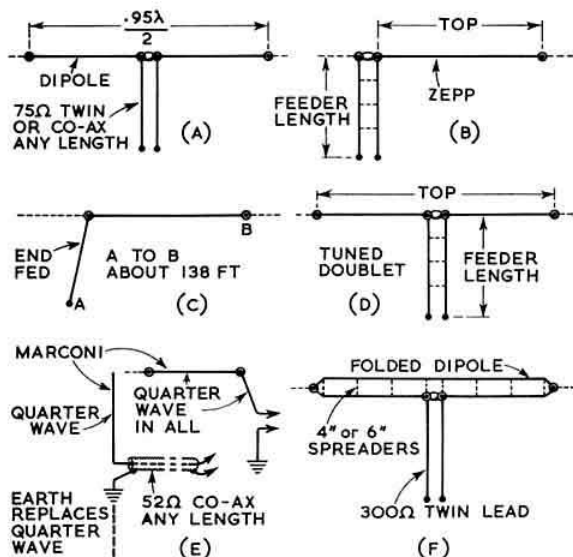 .95λ
2
DIPOLE
75Ω TWIN
OR CO-AX
ANY LENGTH
(A)
TOP
FEEDER
LENGTH
ZEPP
(B)
END
FED
A
A TO B
ABOUT 138 FT
B
(C)
TOP
TUNED
DOUBLET
FEEDER
LENGTH
(D)
MARCONI
QUARTER
WAVE
QUARTER
WAVE
IN ALL
52Ω CO-AX
ANY LENGTH
EARTH
REPLACES
QUARTER
WAVE
(E)
FOLDED DIPOLE
4" or 6"
SPREADERS
300Ω TWIN LEAD
(F)